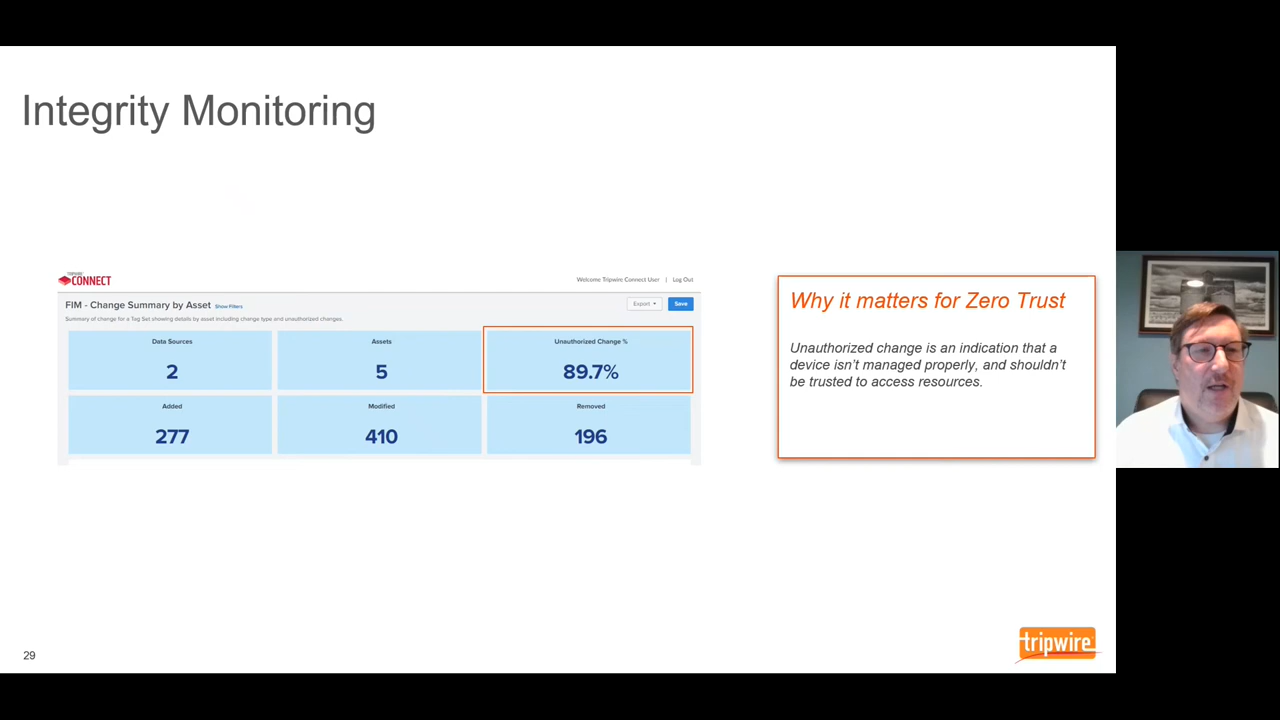 Integrity Monitoring
TRIPWIRE
CONNECT
Welcome Tripwire Connect User | Log Out
FIM - Change Summary by Asset Show Filters
Export
Save
Summary of change for a Tag Set showing details by asset including change type and unauthorized changes.
Data Sources
2
Assets
5
Unauthorized Change %
89.7%
Added
277
Modified
410
Removed
196
Why it matters for Zero Trust
Unauthorized change is an indication that a
device isn't managed properly, and shouldn't
be trusted to access resources.
29
tripwire